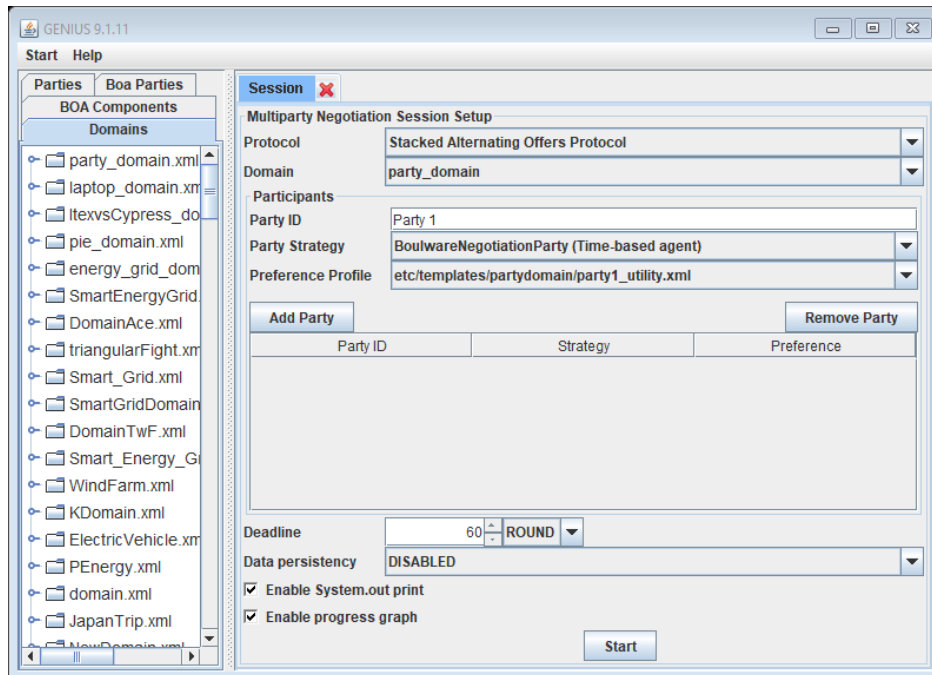 GENIUS 9.1.11
Start Help
Parties Boa Parties
BOA Components
Domains
party_domain.xml
laptop_domain.xm
ItexvsCypress_do
pie_domain.xml
energy_grid_dom
SmartEnergyGrid.
DomainAce.xml
triangularFight.xm
Smart_Grid.xml
SmartGridDomain
DomainTwF.xml
Smart_Energy_Gr
WindFarm.xml
KDomain.xml
ElectricVehicle.xm
PEnergy.xml
domain.xml
JapanTrip.xml
NewDomain.xml
Session
Multiparty Negotiation Session Setup
Protocol Stacked Alternating Offers Protocol
Domain party_domain
Participants
Party ID Party 1
Party Strategy BoulwareNegotiationParty (Time-based agent)
Preference Profile etc/templates/partydomain/party1_utility.xml
Add Party Remove Party
Party ID Strategy Preference
Deadline 60 ROUND
Data persistency DISABLED
Enable System.out print
Enable progress graph
Start